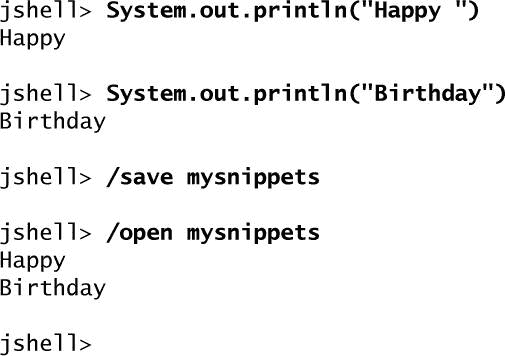 jshell> System.out.println("Happy ")
Happy
jshell> System.out.println("Birthday")
Birthday
jshell> /save mysnippets
jshell> /open mysnippets
Happy
Birthday
jshell>